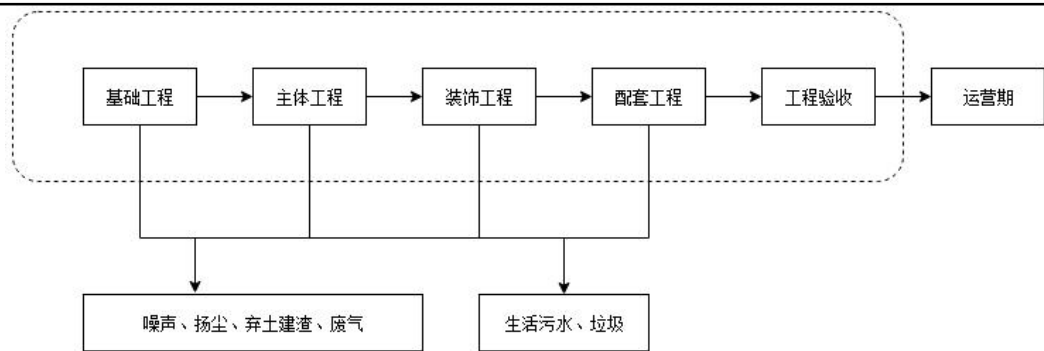 基础工程
主体工程
装饰工程
配套工程
工程验收
运营期
噪声、扬尘、弃土建渣、废气
生活污水、垃圾